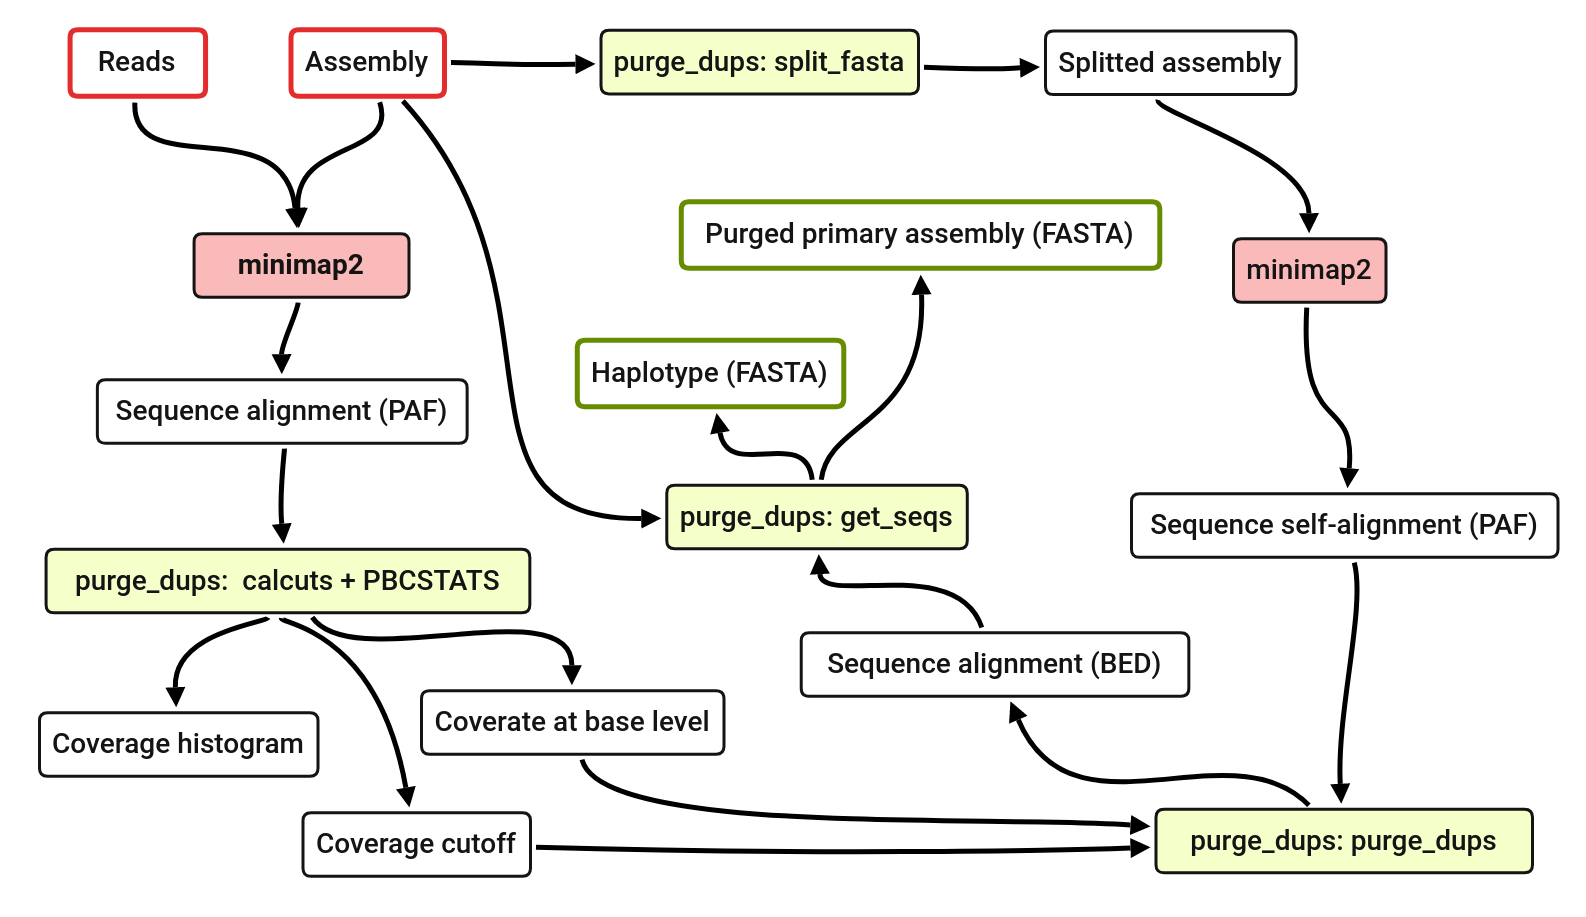 Reads
Assembly
purge_dups: split_fasta
Splitted assembly
minimap2
Purged primary assembly (FASTA)
minimap2
Haplotype (FASTA)
Sequence alignment (PAF)
purge_dups: get_seqs
Sequence self-alignment (PAF)
purge_dups:  calcuts + PBCSTATS
Sequence alignment (BED)
Coverate at base level
Coverage histogram
Coverage cutoff
purge_dups: purge_dups